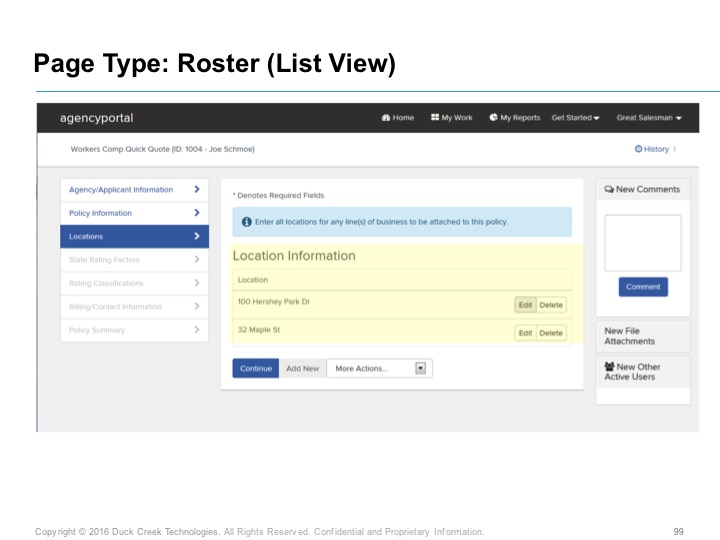 Page Type: Roster (List View)
agencyportal
Home My Work My Reports Get Started Great Salesman
Workers Comp Quick Quote (ID: 1004 - Joe Schmoe)
History
Agency/Applicant Information
Policy Information
Locations
State Rating Factors
Rating Classifications
Billing/Contact Information
Policy Summary
* Denotes Required Fields
Enter all locations for any line(s) of business to be attached to this policy.
Location Information
Location
100 Hershey Park Dr Edit Delete
32 Maple St Edit Delete
Continue Add New More Actions...
New Comments
Comment
New File
Attachments
New Other
Active Users
Copyright © 2016 Duck Creek Technologies. All Rights Reserved. Confidential and Proprietary Information.
99